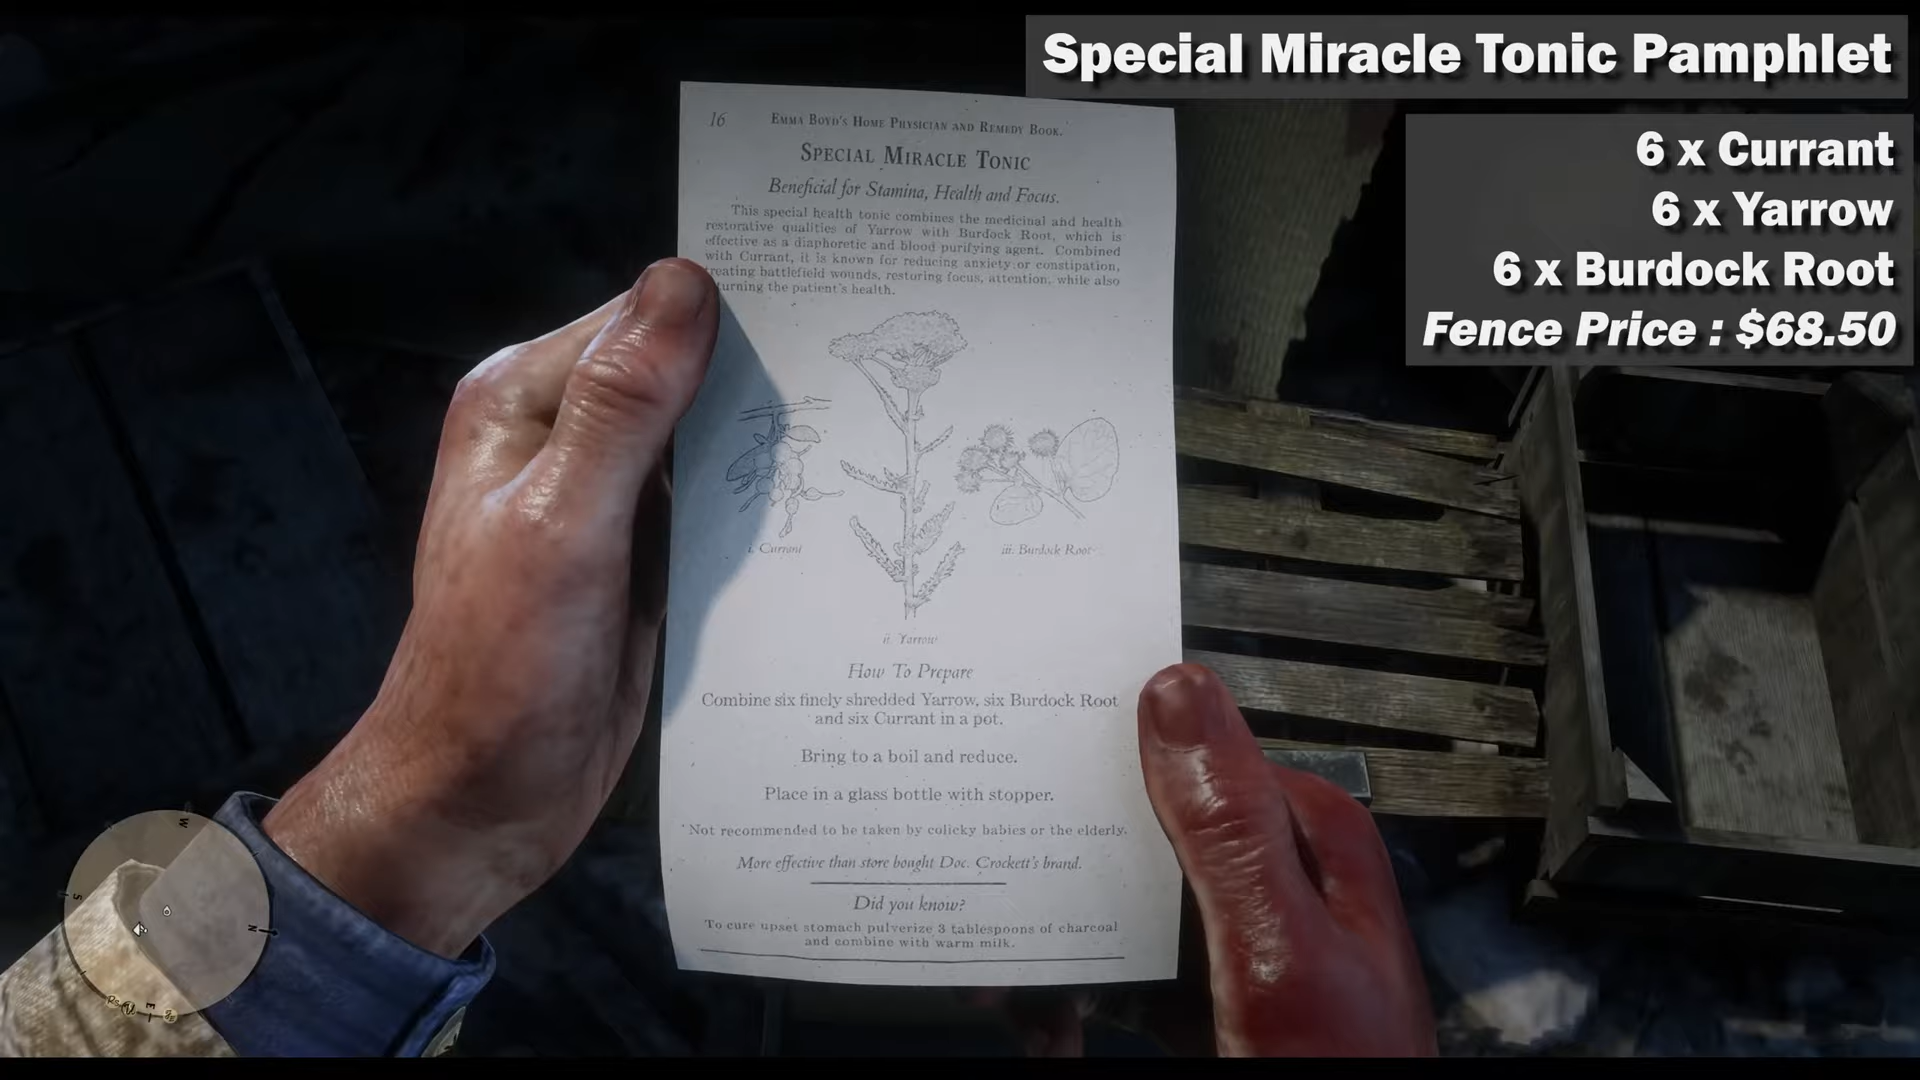 Special Miracle Tonic Pamphlet
6 x Currant
6 x Yarrow
6 x Burdock Root
Fence Price : $68.50
16 EMMA BOYD'S HOME PHYSICIAN AND REMEDY BOOK.
SPECIAL MIRACLE TONIC
Beneficial for Stamina, Health and Focus.
This special health tonic combines the medicinal and health
restorative qualities of Yarrow with Burdock Root, which is
effective as a diaphoretic and blood purifying agent. Combined
with Currant, it is known for reducing anxiety or constipation,
treating battlefield wounds, restoring focus, attention, while also
turning the patient's health.
i. Currant
iii. Burdock Root
ii. Yarrow
How To Prepare
Combine six finely shredded Yarrow, six Burdock Root
and six Currant in a pot.
Bring to a boil and reduce.
Place in a glass bottle with stopper.
Not recommended to be taken by colicky babies or the elderly.
More effective than store bought Doc. Crockett's brand.
Did you know?
To cure upset stomach pulverize 3 tablespoons of charcoal
and combine with warm milk.
W
S
N
E